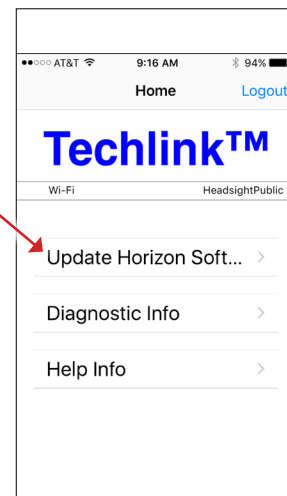 AT&T 9:16 AM 94%
Home Logout
Techlink™
Wi-Fi HeadsightPublic
Update Horizon Soft... >
Diagnostic Info >
Help Info >